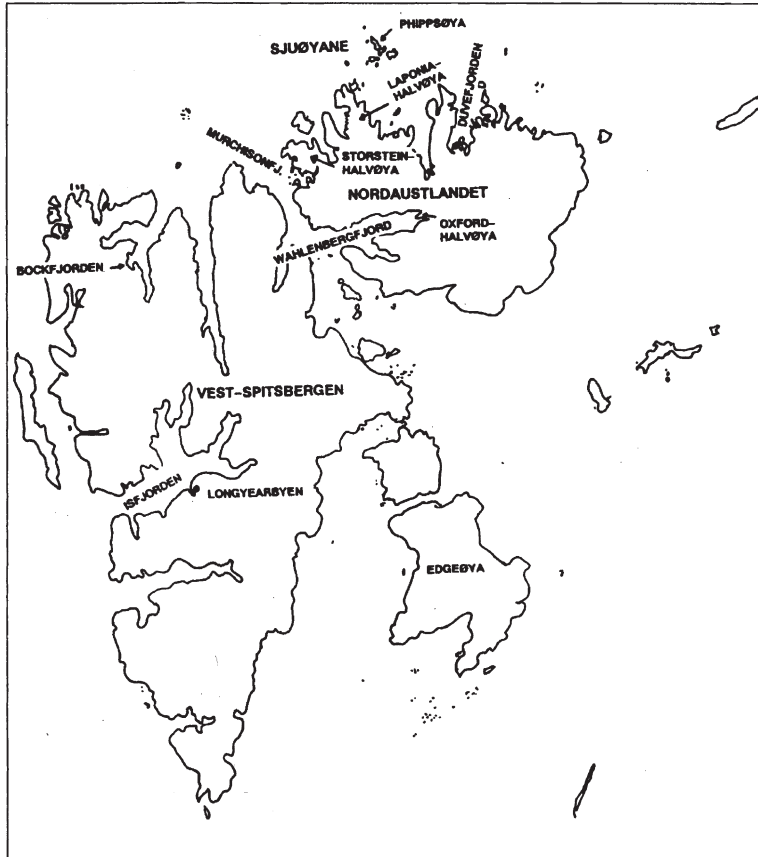 PHIPPSØYA
SJUØYANE
LAPONIA-
HALVØYA
DUVEFJORDEN
MURCHISONFJ.
STORSTEIN-
HALVØYA
NORDAUSTLANDET
WAHLENBERGFJORD
OXFORD-
HALVØYA
BOCKFJORDEN
VEST-SPITSBERGEN
ISFJORDEN
LONGYEARBYEN
EDGEØYA